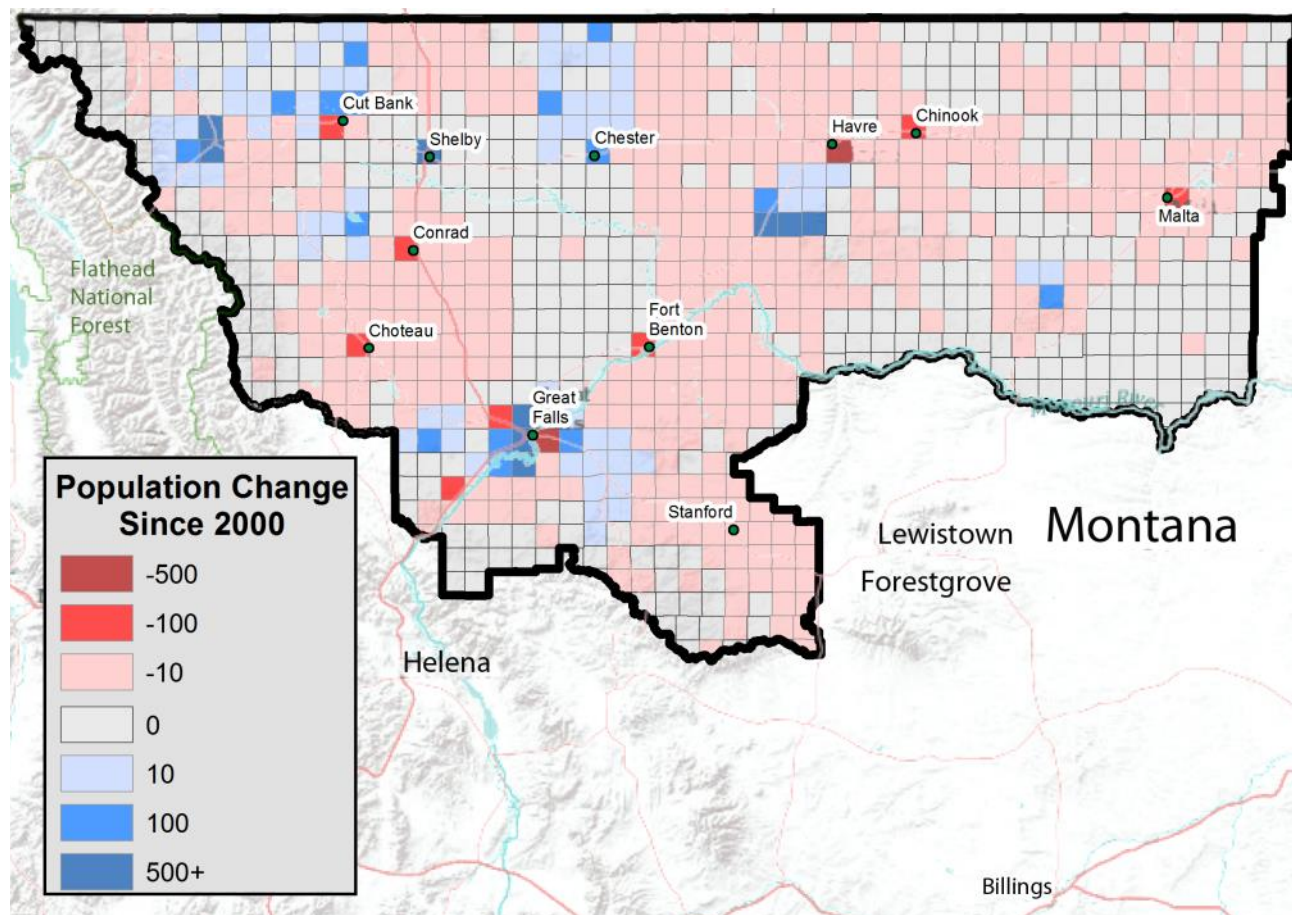 Cut Bank
Shelby
Chester
Havre
Chinook
Malta
Conrad
Flathead
National
Forest
Choteau
Fort
Benton
Great
Falls
Missouri River
Stanford
Montana
Lewistown
Forestgrove
Helena
Billings
Population Change
Since 2000
-500
-100
-10
0
10
100
500+